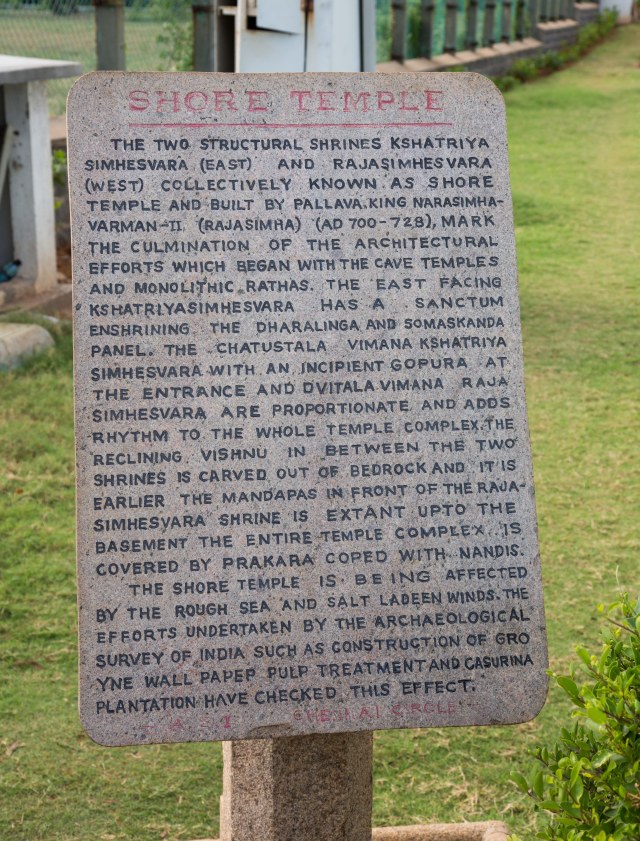 SHORE TEMPLE
THE TWO STRUCTURAL SHRINES KSHATRIYA
SIMHESVARA (EAST) AND RAJASIMHESVARA
(WEST) COLLECTIVELY KNOWN AS SHORE
TEMPLE AND BUILT BY PALLAVA.KING NARASIMHA-
VARMAN-II, (RAJASIMHA) (AD 700-728), MARK
THE CULMINATION OF THE ARCHITECTURAL
EFFORTS WHICH BEGAN WITH THE CAVE TEMPLES
AND MONOLITHIC RATHAS. THE EAST FACING
KSHATRIYASIMHESVARA HAS A SANCTUM
ENSHRINING THE DHARALINGA AND SOMASKANDA
PANEL. THE CHATUSTALA VIMANA KSHATRIYA
SIMHESVARA WITH AN INCIPIENT GOPURA AT
THE ENTRANCE AND DVITALA VIMANA RAJA
SIMHESVARA ARE PROPORTIONATE AND ADDS
RHYTHM TO THE WHOLE TEMPLE COMPLEX.THE
RECLINING VISHNU IN BETWEEN THE TWO
SHRINES IS CARVED OUT OF BEDROCK AND IT IS
EARLIER THE MANDAPAS IN FRONT OF THE RAJA-
SIMHESVARA SHRINE IS EXTANT UPTO THE
BASEMENT THE ENTIRE TEMPLE COMPLEX IS
COVERED BY PRAKARA COPED WITH NANDIS.
THE SHORE TEMPLE IS BEING AFFECTED
BY THE ROUGH SEA AND SALT LADEEN WINDS. THE
EFFORTS UNDERTAKEN BY THE ARCHAEOLOGICAL
SURVEY OF INDIA SUCH AS CONSTRUCTION OF GRO
YNE WALL PAPEP PULP TREATMENT AND CASURINA
PLANTATION HAVE CHECKED THIS EFFECT.
CIRCLE